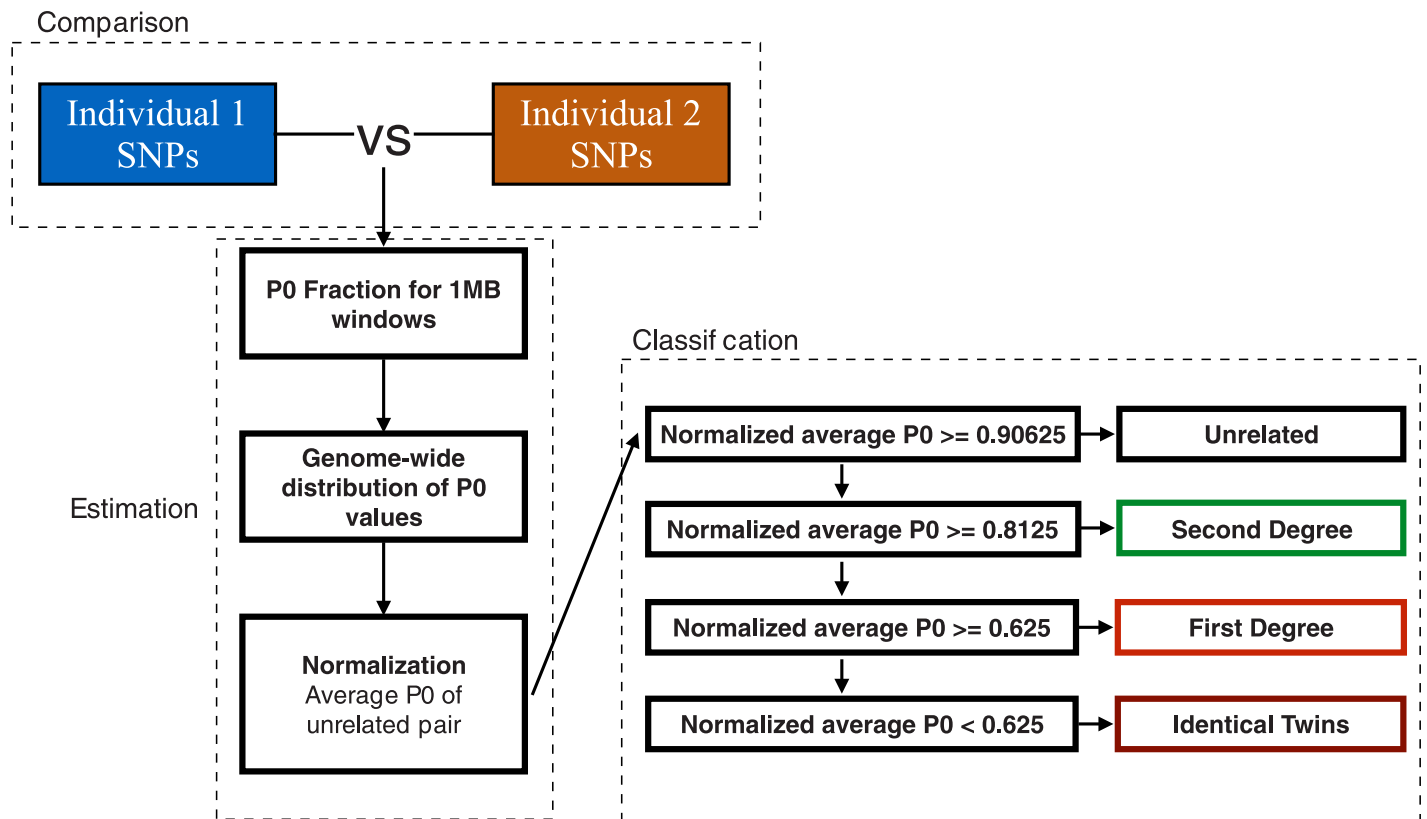 Comparison
Individual 1
SNPs
vs
Individual 2
SNPs
P0 Fraction for 1MB
windows
Genome-wide
distribution of P0
values
Estimation
Normalization
Average P0 of
unrelated pair
Classif cation
Normalized average P0 >= 0.90625
Unrelated
Normalized average P0 >= 0.8125
Second Degree
Normalized average P0 >= 0.625
First Degree
Normalized average P0 < 0.625
Identical Twins